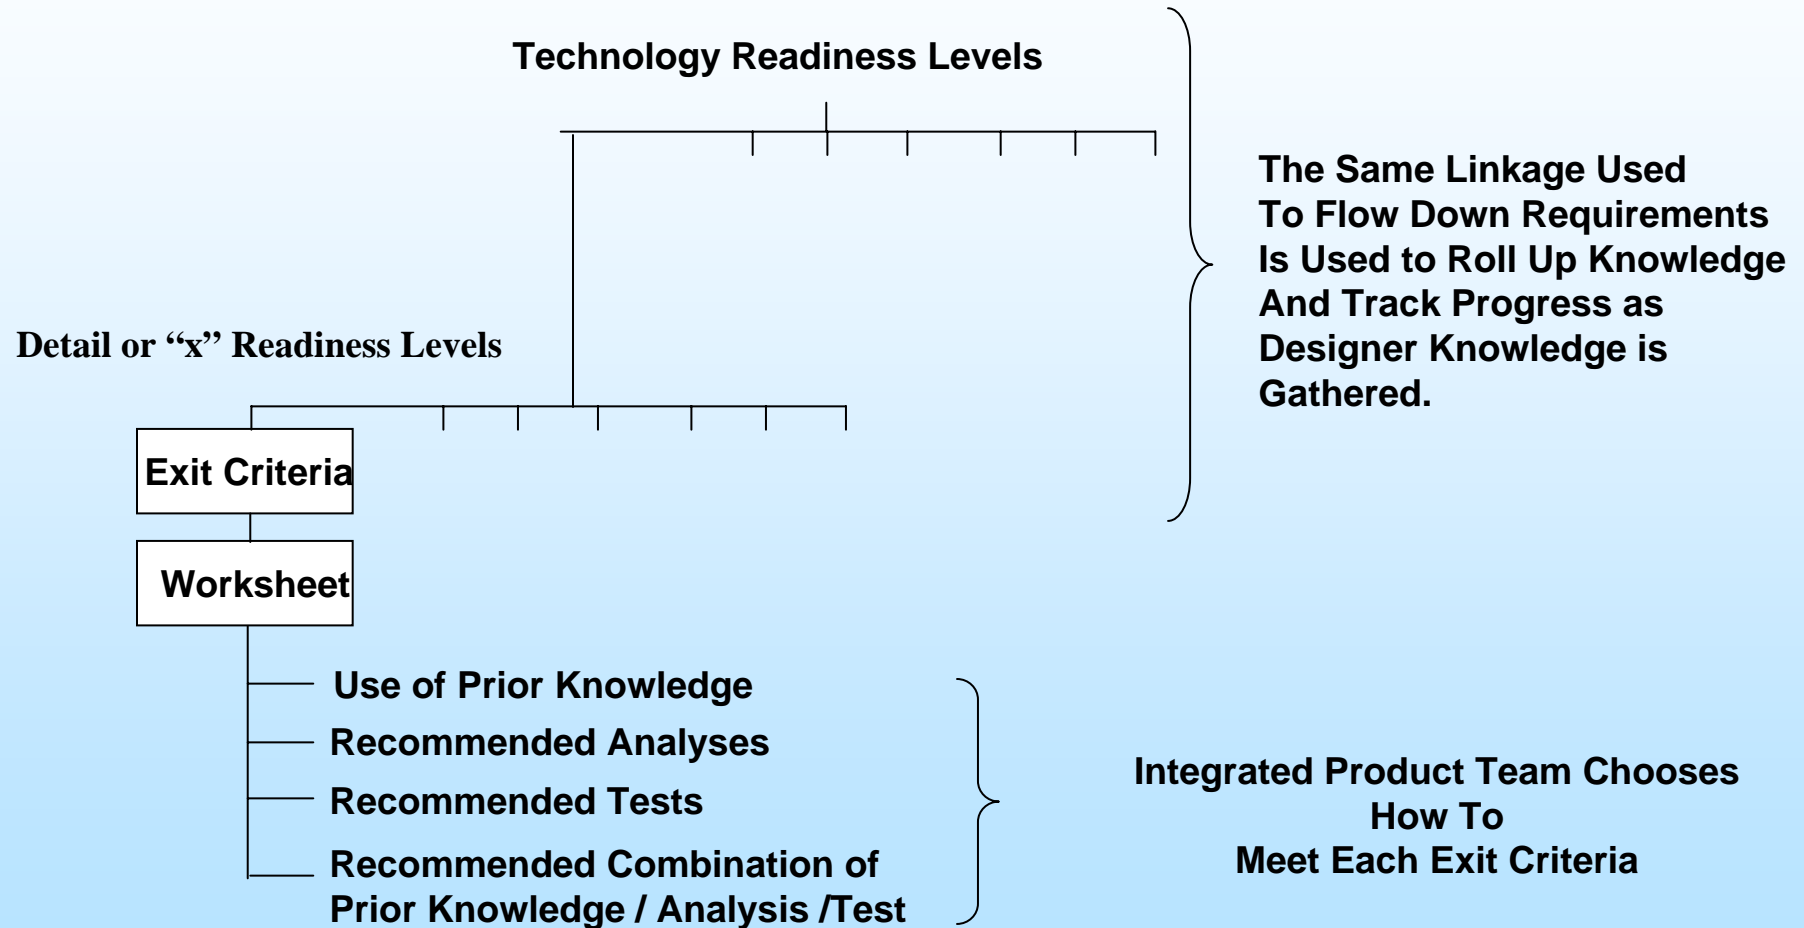 Technology Readiness Levels
The Same Linkage Used
To Flow Down Requirements
Is Used to Roll Up Knowledge
And Track Progress as
Designer Knowledge is
Gathered.
Detail or “x” Readiness Levels
Exit Criteria
Worksheet
Use of Prior Knowledge
Recommended Analyses
Recommended Tests
Recommended Combination of
Prior Knowledge / Analysis /Test
Integrated Product Team Chooses
How To
Meet Each Exit Criteria